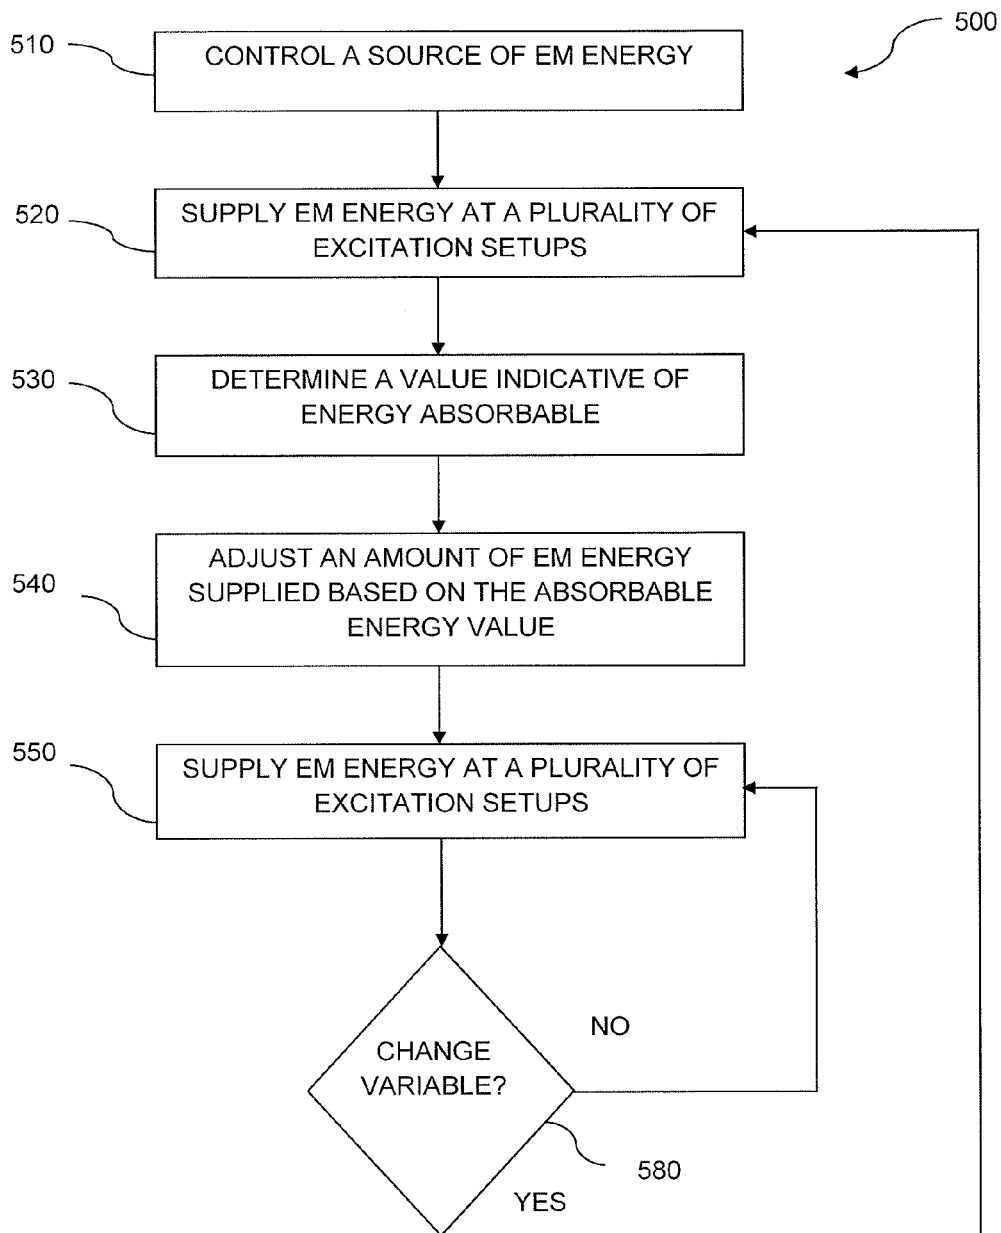 500
510
CONTROL A SOURCE OF EM ENERGY
520
SUPPLY EM ENERGY AT A PLURALITY OF
EXCITATION SETUPS
530
DETERMINE A VALUE INDICATIVE OF
ENERGY ABSORBABLE
540
ADJUST AN AMOUNT OF EM ENERGY
SUPPLIED BASED ON THE ABSORBABLE
ENERGY VALUE
550
SUPPLY EM ENERGY AT A PLURALITY OF
EXCITATION SETUPS
NO
CHANGE
VARIABLE?
580
YES